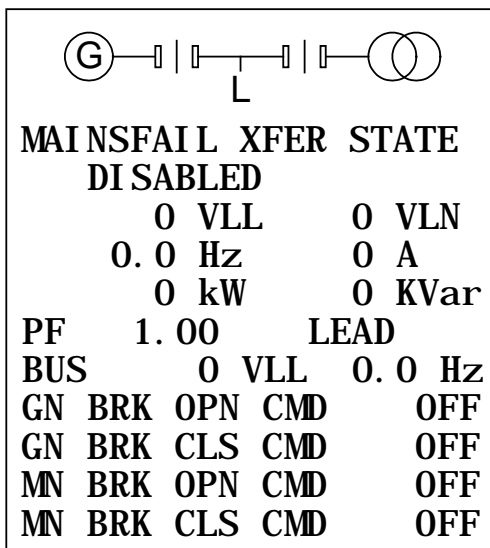 G
L
MAINSFAIL XFER STATE
DISABLED
0 VLL 0 VLN
0.0 Hz 0 A
0 kW 0 KVar
PF 1.00 LEAD
BUS 0 VLL 0.0 Hz
GN BRK OPN CMD OFF
GN BRK CLS CMD OFF
MN BRK OPN CMD OFF
MN BRK CLS CMD OFF